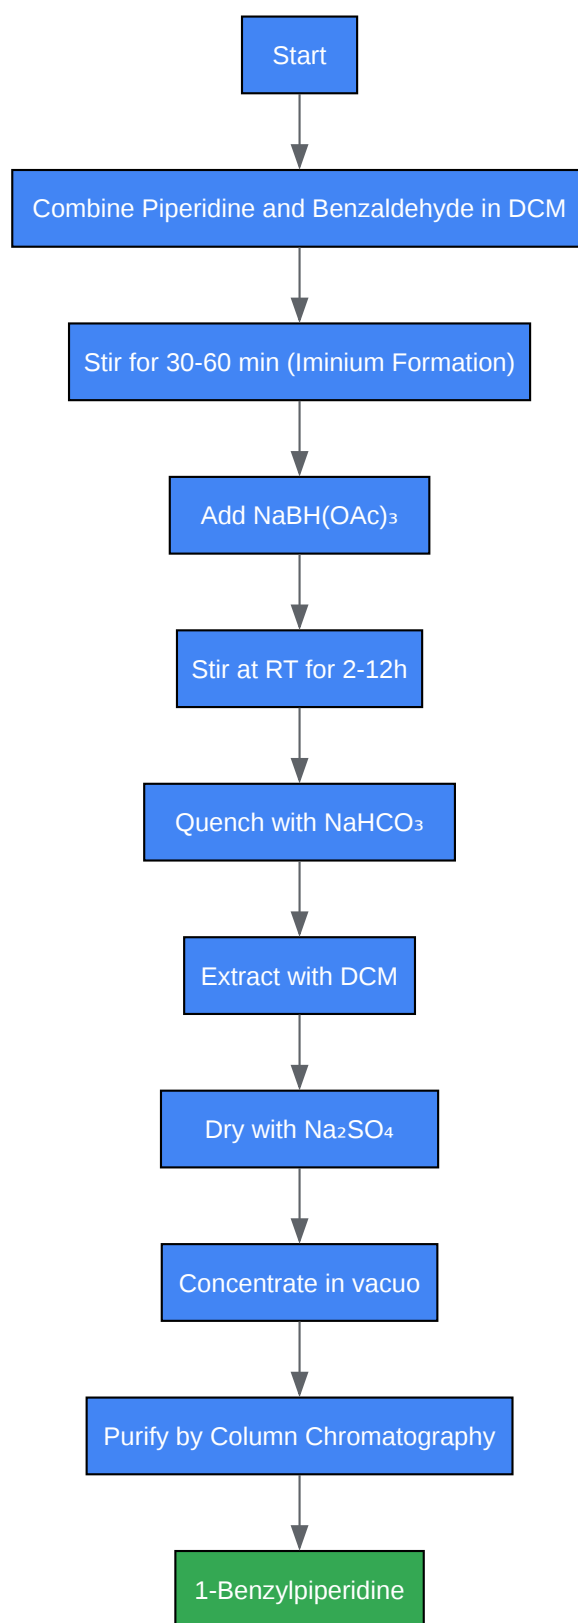 Start
Combine Piperidine and Benzaldehyde in DCM
Stir for 30-60 min (Iminium Formation)
Add NaBH(OAc)₃
Stir at RT for 2-12h
Quench with NaHCO₃
Extract with DCM
Dry with Na₂SO₄
Concentrate in vacuo
Purify by Column Chromatography
1-Benzylpiperidine